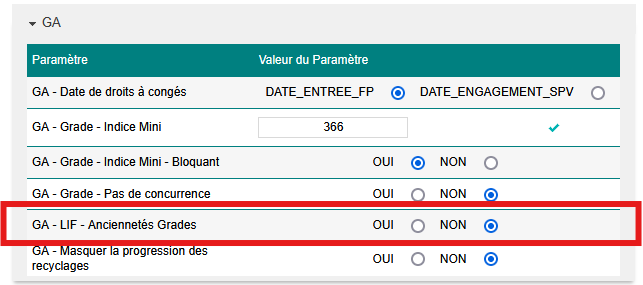 GA
Paramètre Valeur du Paramètre
GA - Date de droits à congés DATE_ENTREE_FP DATE_ENGAGEMENT_SPV
GA - Grade - Indice Mini 366
GA - Grade - Indice Mini - Bloquant OUI NON
GA - Grade - Pas de concurrence OUI NON
GA - LIF - Anciennetés Grades OUI NON
GA - Masquer la progression des
recyclages OUI NON